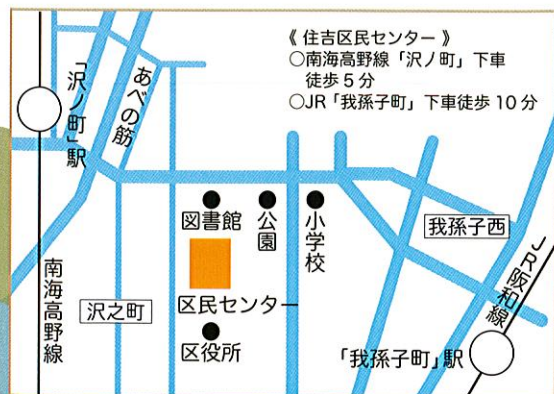 《 住吉区民センター 》
○南海高野線「沢ノ町」下車
徒歩5分
○JR「我孫子町」下車徒歩10分
「沢ノ町」駅
あべの筋
図書館
公園
小学校
我孫子西
JR阪和線
南海高野線
沢之町
区民センター
区役所
「我孫子町」駅